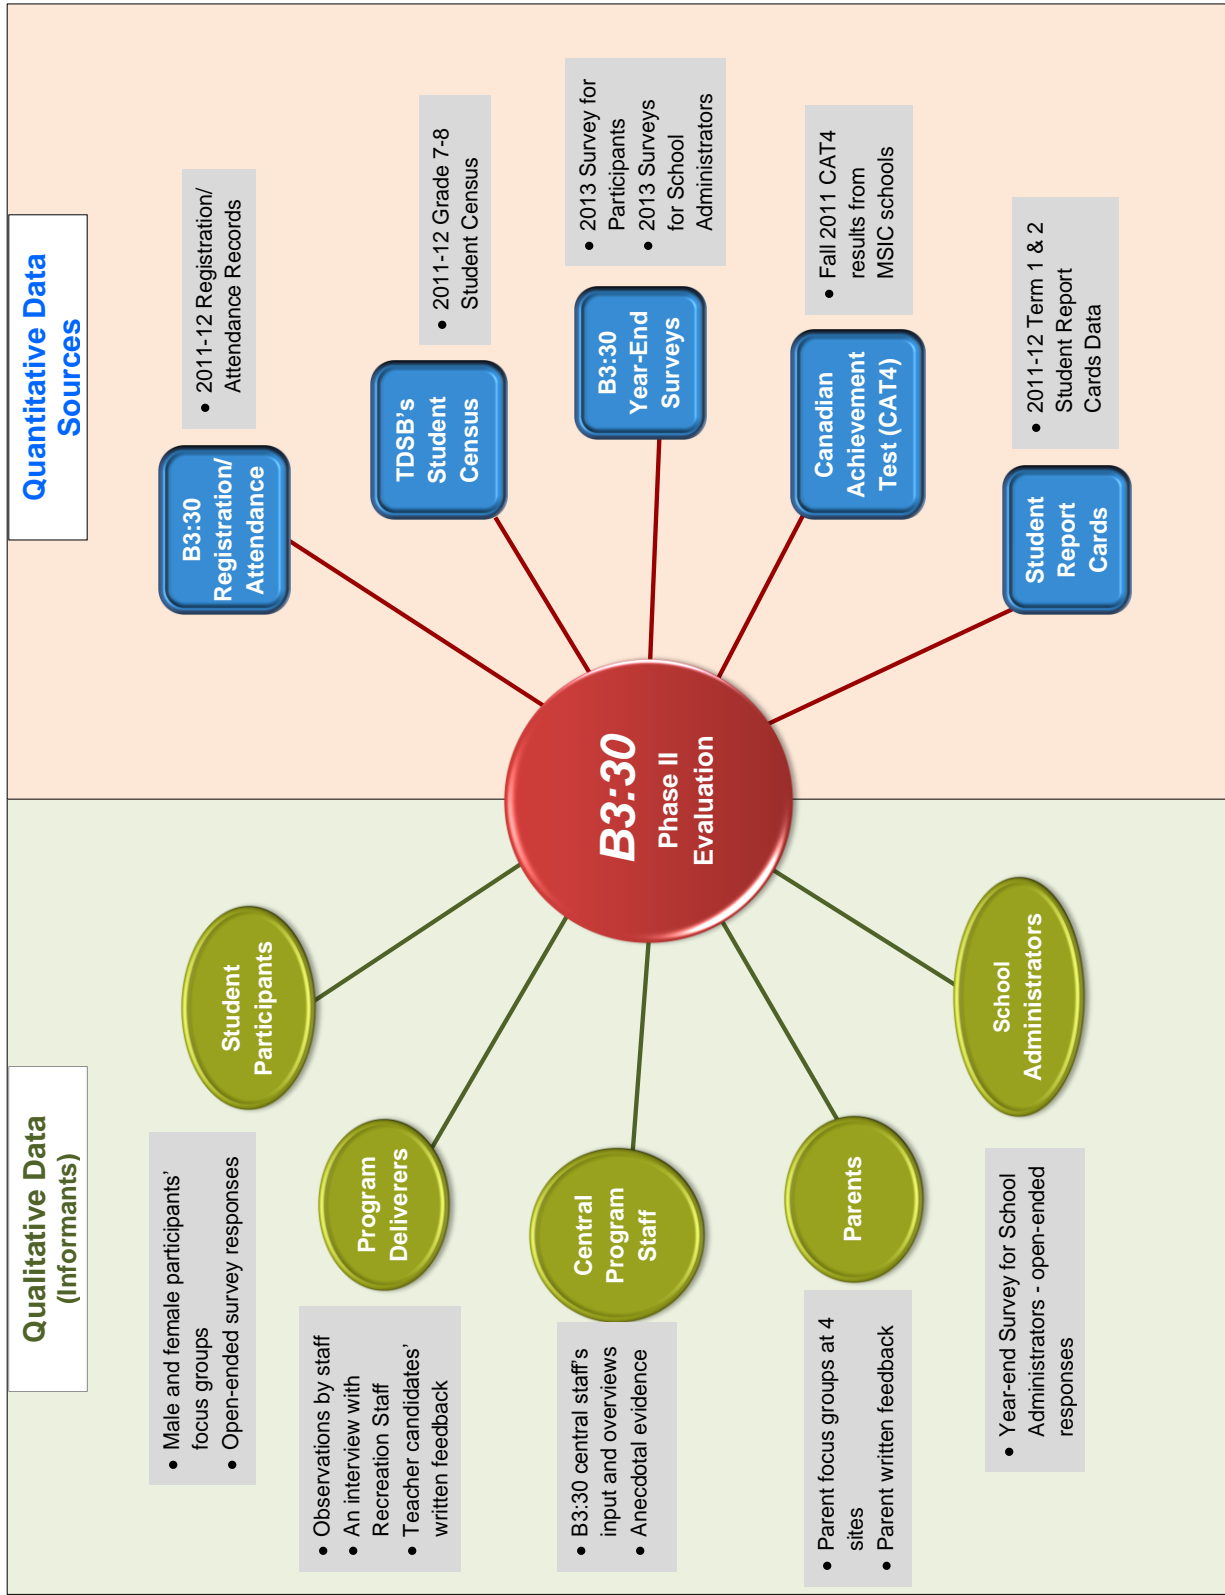 Qualitative Data
(Informants)
Quantitative Data
Sources
B3:30
Phase II
Evaluation
Student
Participants
• Male and female participants’
focus groups
• Open-ended survey responses
Program
Deliverers
• Observations by staff
• An interview with
Recreation Staff
• Teacher candidates’
written feedback
Central
Program
Staff
• B3:30 central staff’s
input and overviews
• Anecdotal evidence
Parents
• Parent focus groups at 4
sites
• Parent written feedback
School
Administrators
• Year-end Survey for School
Administrators - open-ended
responses
B3:30
Registration/
Attendance
• 2011-12 Registration/
Attendance Records
TDSB’s
Student
Census
• 2011-12 Grade 7-8
Student Census
B3:30
Year-End
Surveys
• 2013 Survey for
Participants
• 2013 Surveys
for School
Administrators
Canadian
Achievement
Test (CAT4)
• Fall 2011 CAT4
results from
MSIC schools
Student
Report
Cards
• 2011-12 Term 1 & 2
Student Report
Cards Data